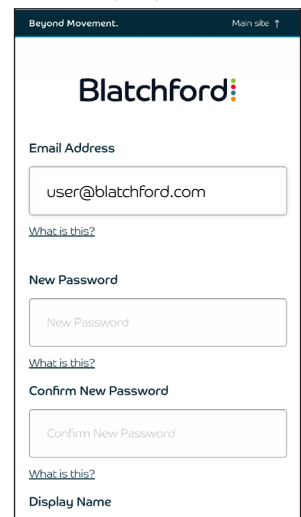 Beyond Movement. Main site ↑
Blatchford
Email Address
user@blatchford.com
What is this?
New Password
New Password
What is this?
Confirm New Password
Confirm New Password
What is this?
Display Name